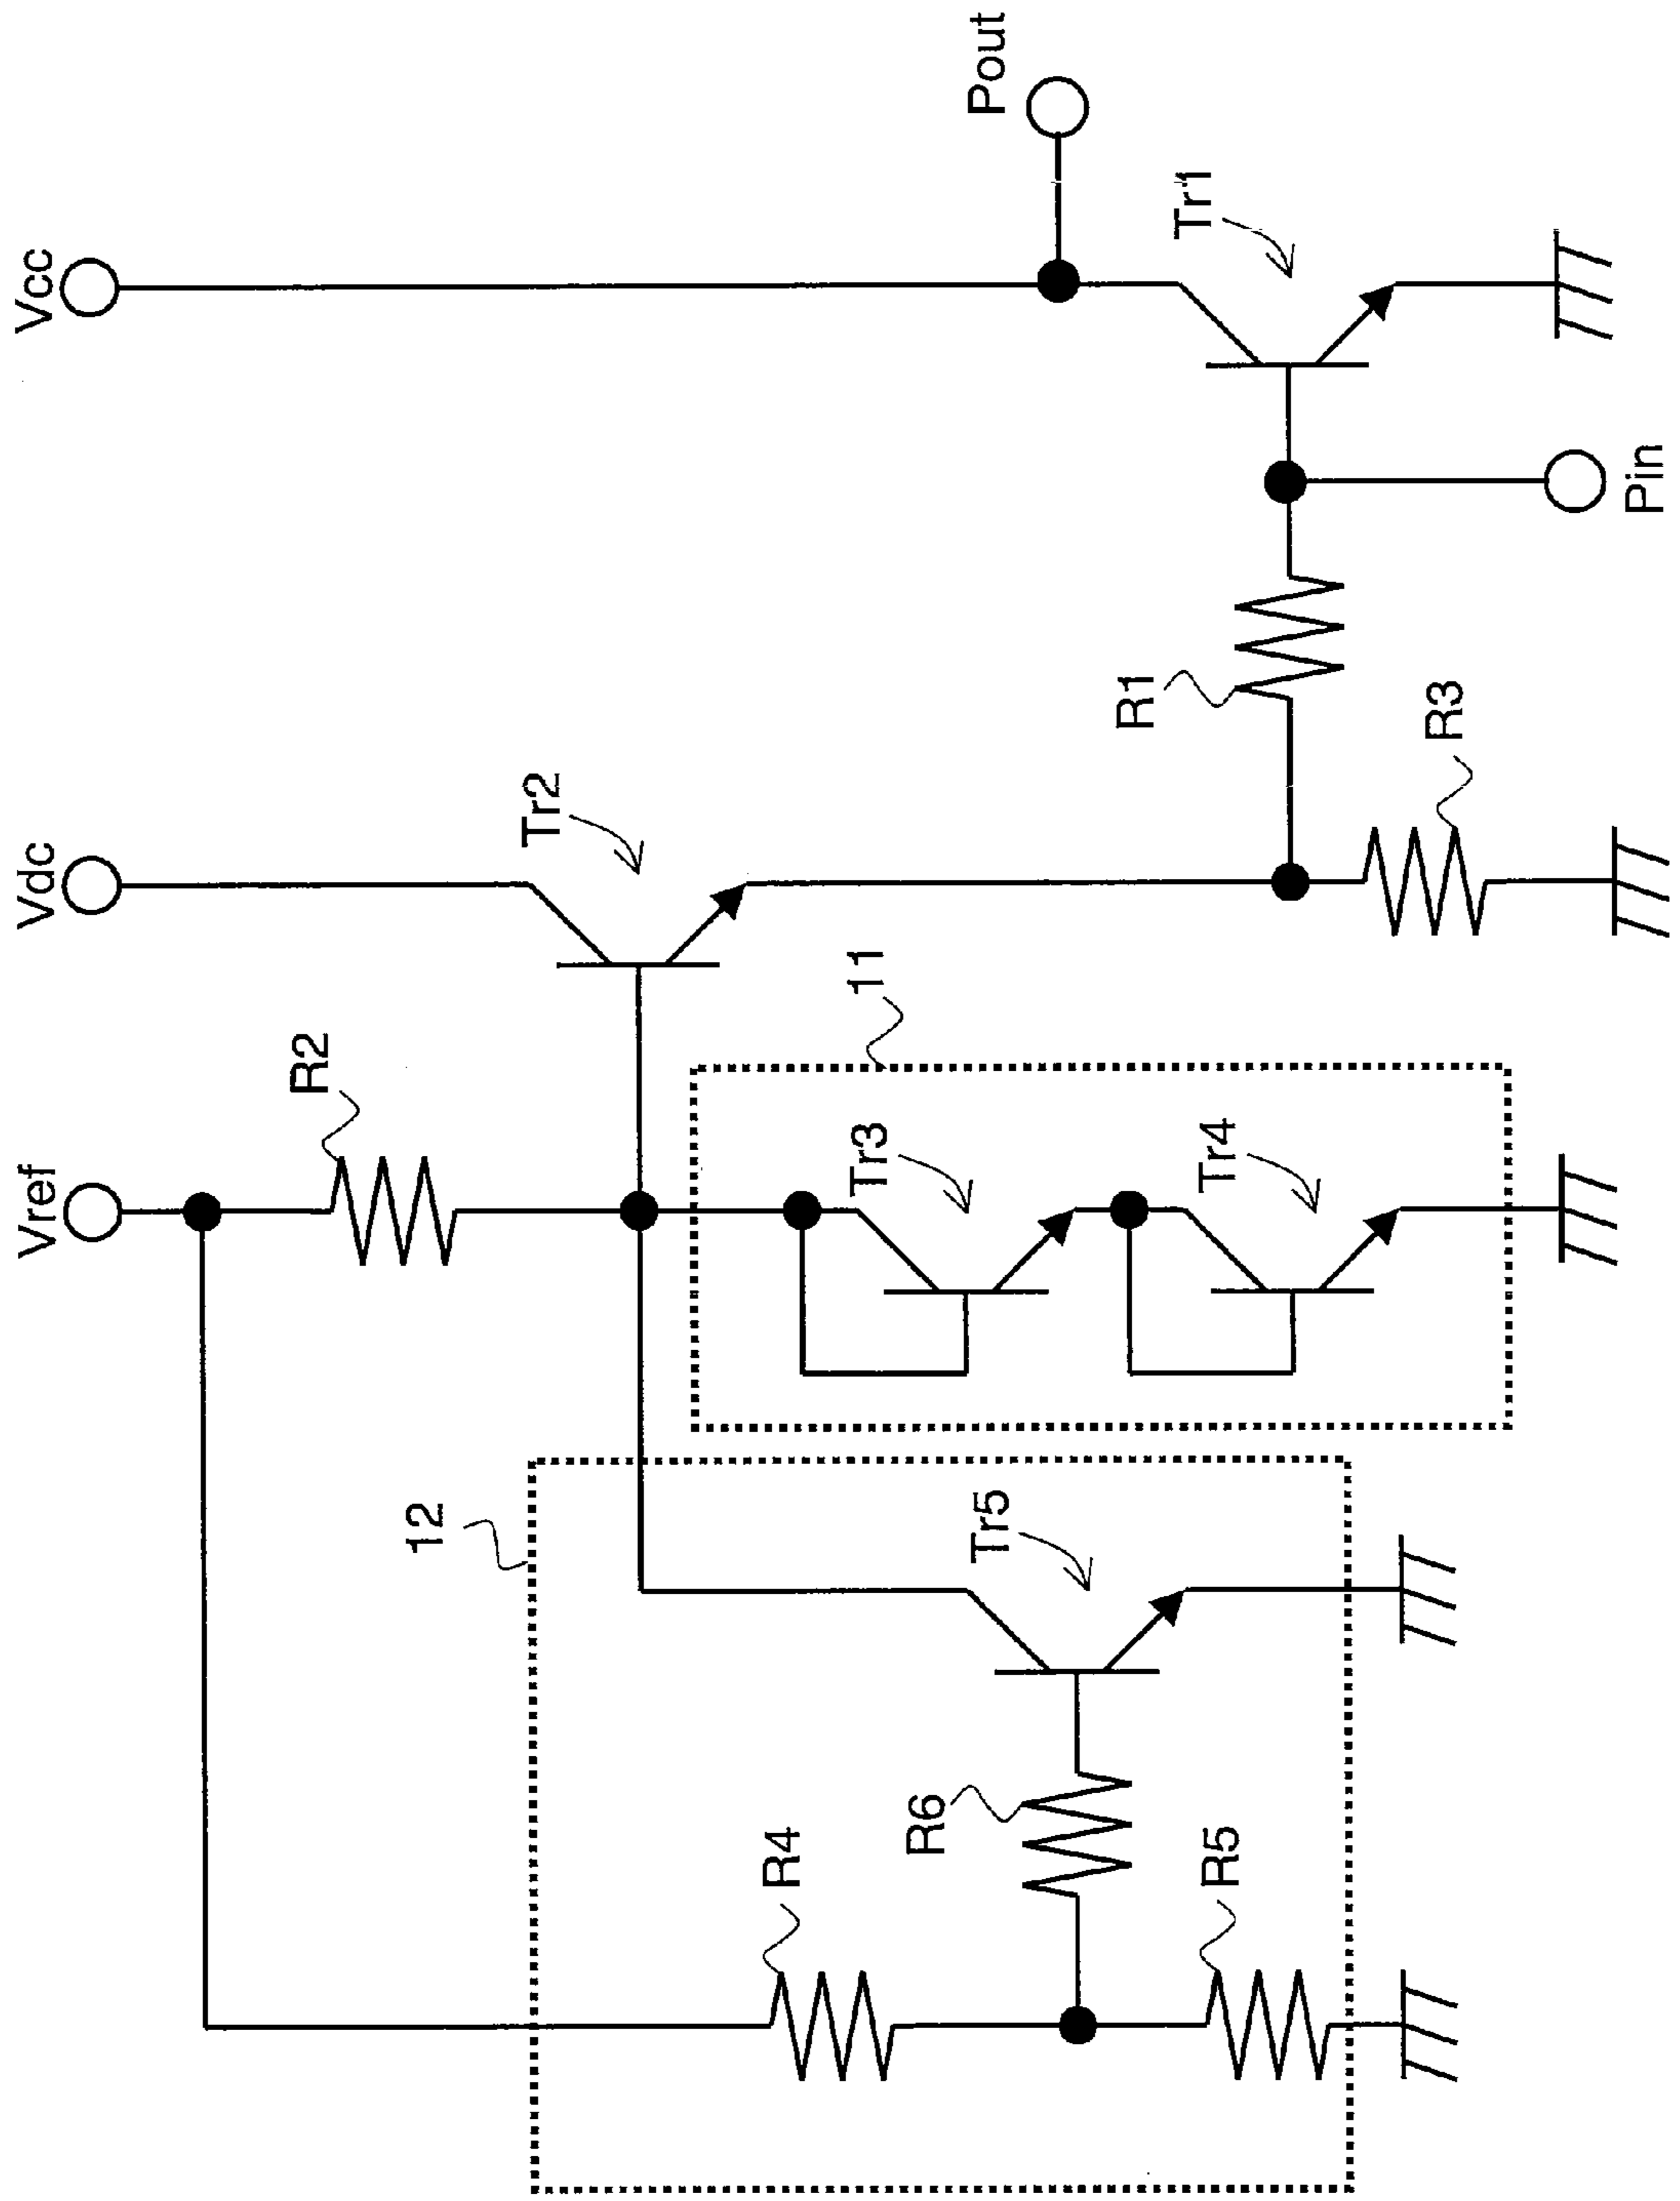 Vref
Vdc
Vcc
R2
Tr2
Pout
12
11
Tr1
Tr3
R1
R4
R6
Tr5
Tr4
R3
R5
Pin